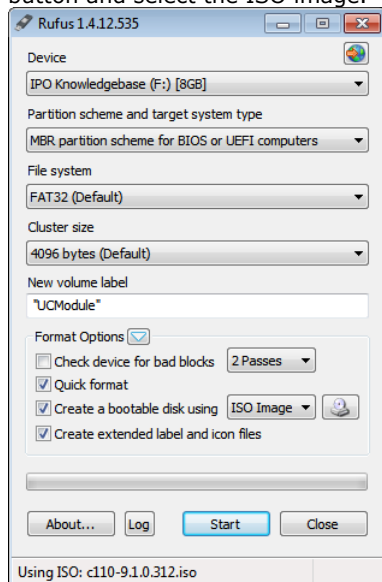 button and select the ISO image.
Rufus 1.4.12.535
Device
IPO Knowledgebase (F:) [8GB]
Partition scheme and target system type
MBR partition scheme for BIOS or UEFI computers
File system
FAT32 (Default)
Cluster size
4096 bytes (Default)
New volume label
"UCModule"
Format Options
Check device for bad blocks 2 Passes
Quick format
Create a bootable disk using ISO Image
Create extended label and icon files
About... Log Start Close
Using ISO: c110-9.1.0.312.iso